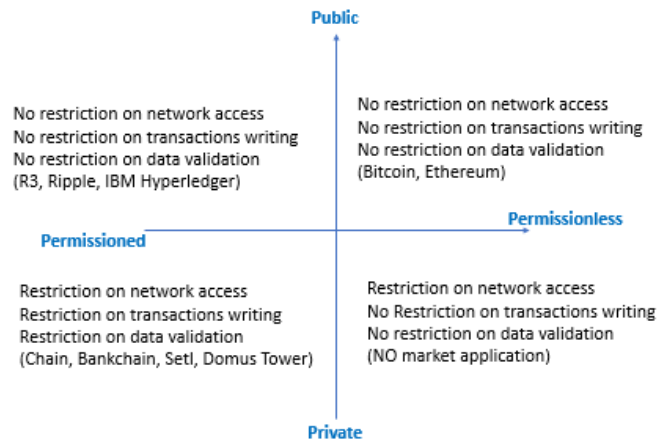 Public
No restriction on network access
No restriction on transactions writing
No restriction on data validation
(R3, Ripple, IBM Hyperledger)
No restriction on network access
No restriction on transactions writing
No restriction on data validation
(Bitcoin, Ethereum)
Permissioned
Permissionless
Restriction on network access
Restriction on transactions writing
Restriction on data validation
(Chain, Bankchain, Setl, Domus Tower)
Restriction on network access
No Restriction on transactions writing
No restriction on data validation
(NO market application)
Private